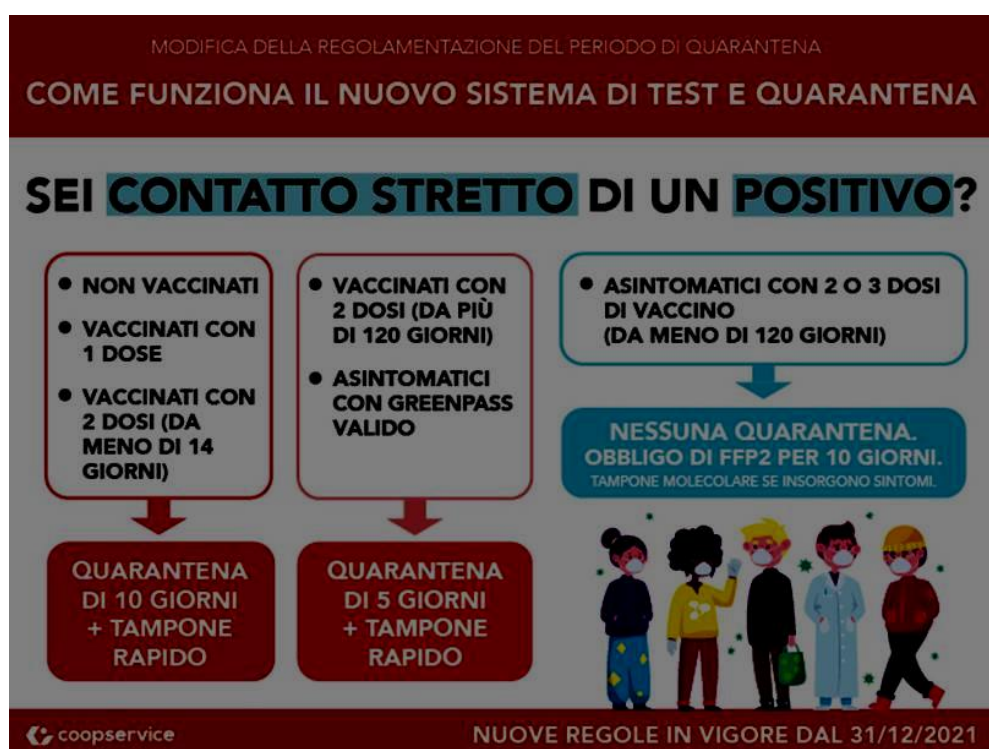 MODIFICA DELLA REGOLAMENTAZIONE DEL PERIODO DI QUARANTENA
COME FUNZIONA IL NUOVO SISTEMA DI TEST E QUARANTENA
SEI CONTATTO STRETTO DI UN POSITIVO?
• NON VACCINATI
• VACCINATI CON
1 DOSE
• VACCINATI CON
2 DOSI (DA
MENO DI 14
GIORNI)
QUARANTENA
DI 10 GIORNI
+ TAMPONE
RAPIDO
• VACCINATI CON
2 DOSI (DA PIÙ
DI 120 GIORNI)
• ASINTOMATICI
CON GREENPASS
VALIDO
QUARANTENA
DI 5 GIORNI
+ TAMPONE
RAPIDO
• ASINTOMATICI CON 2 O 3 DOSI
DI VACCINO
(DA MENO DI 120 GIORNI)
NESSUNA QUARANTENA.
OBBLIGO DI FFP2 PER 10 GIORNI.
TAMPONE MOLECOLARE SE INSORGONO SINTOMI.
coopservice
NUOVE REGOLE IN VIGORE DAL 31/12/2021